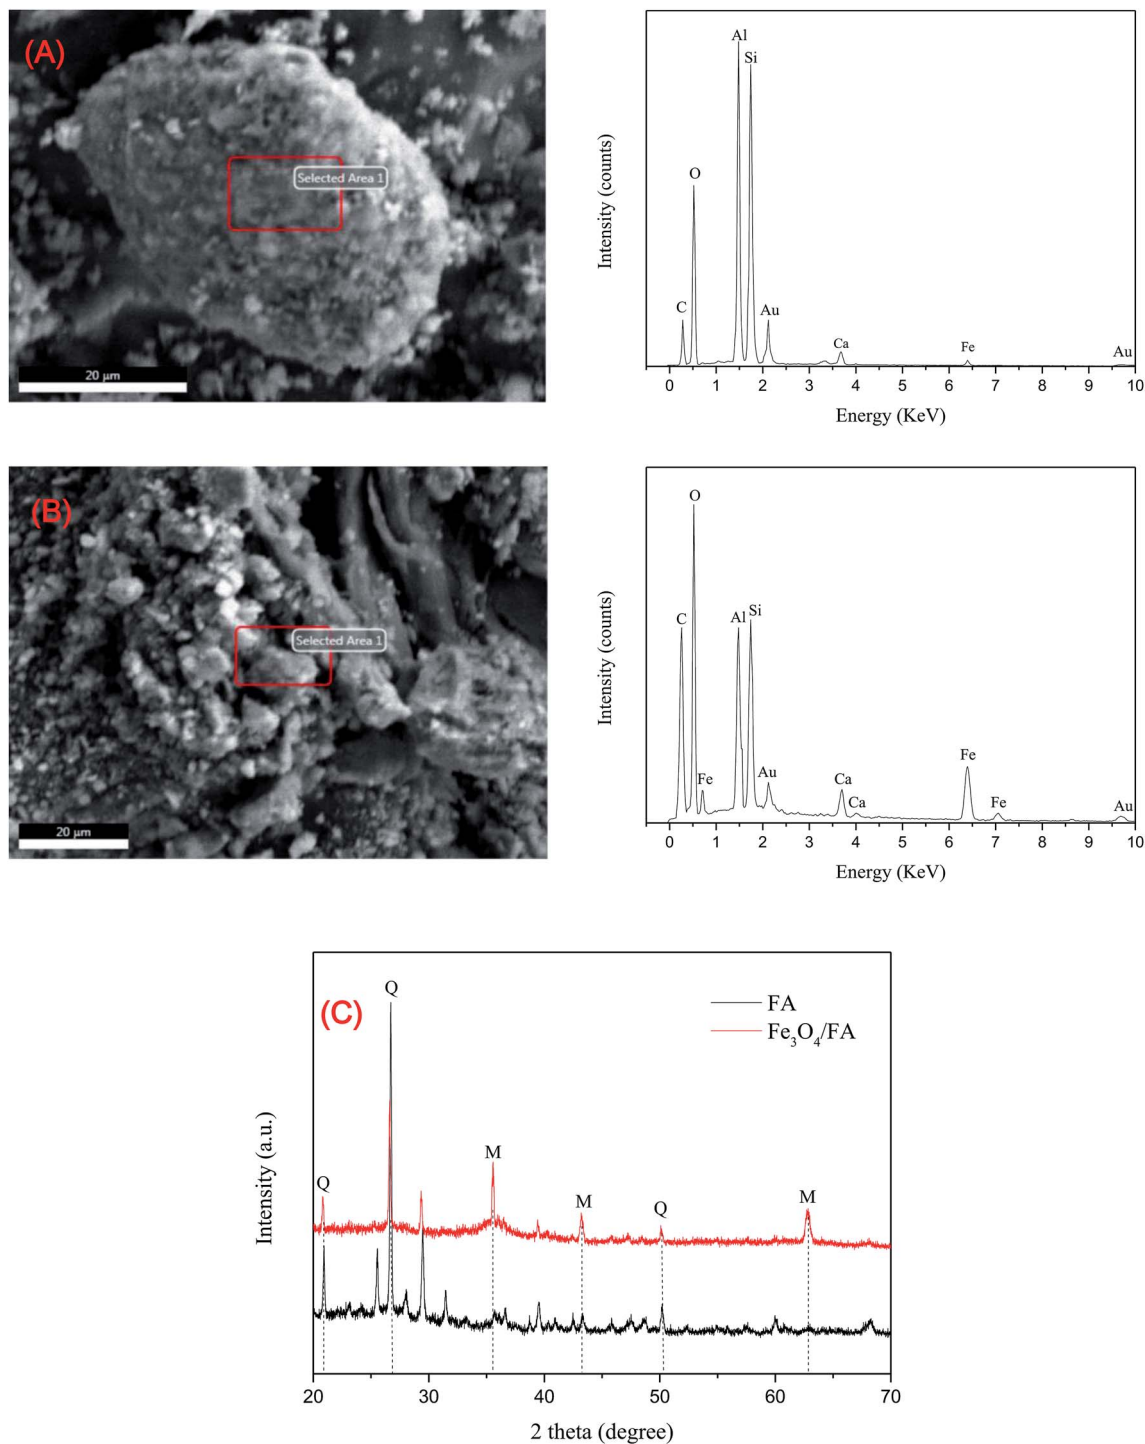 (A)
Selected Area 1
20 µm
Intensity (counts)
C
O
Al
Si
Au
Ca
Fe
Au
0 1 2 3 4 5 6 7 8 9 10
Energy (KeV)
(B)
Selected Area 1
20 µm
Intensity (counts)
C
O
Fe
Al
Si
Au
Ca
Ca
Fe
Fe
Au
0 1 2 3 4 5 6 7 8 9 10
Energy (KeV)
(C)
Intensity (a.u.)
Q
Q
M
M
Q
M
FA
Fe₃O₄/FA
20 30 40 50 60 70
2 theta (degree)